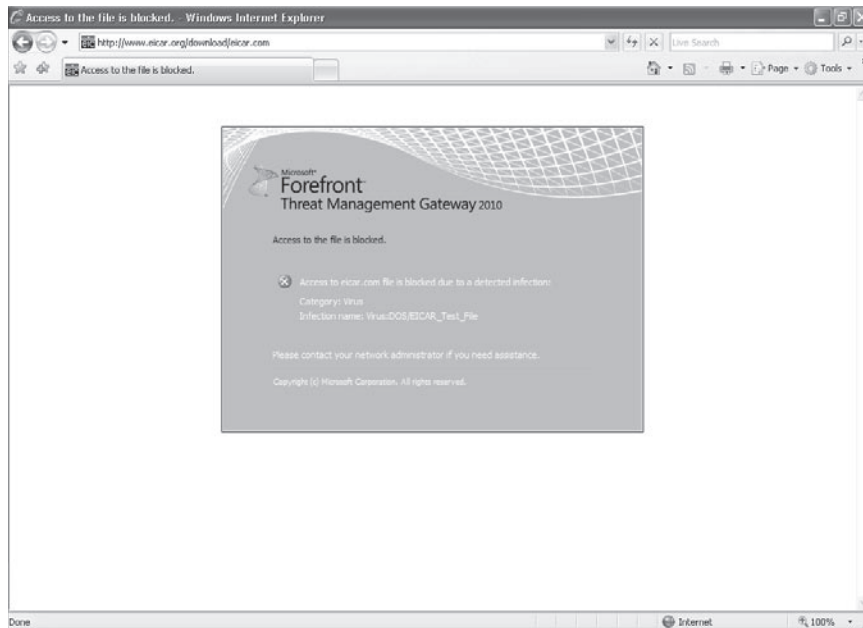 Access to the file is blocked. - Windows Internet Explorer
http://www.eicar.org/download/eicar.com
Live Search
Access to the file is blocked.
Page
Tools
Microsoft®
Forefront™
Threat Management Gateway 2010
Access to the file is blocked.
Access to eicar.com file is blocked due to a detected infection:
Category: Virus
Infection name: Virus:DOS/EICAR_Test_File
Please contact your network administrator if you need assistance.
Copyright (c) Microsoft Corporation. All rights reserved.
Done
Internet
100%